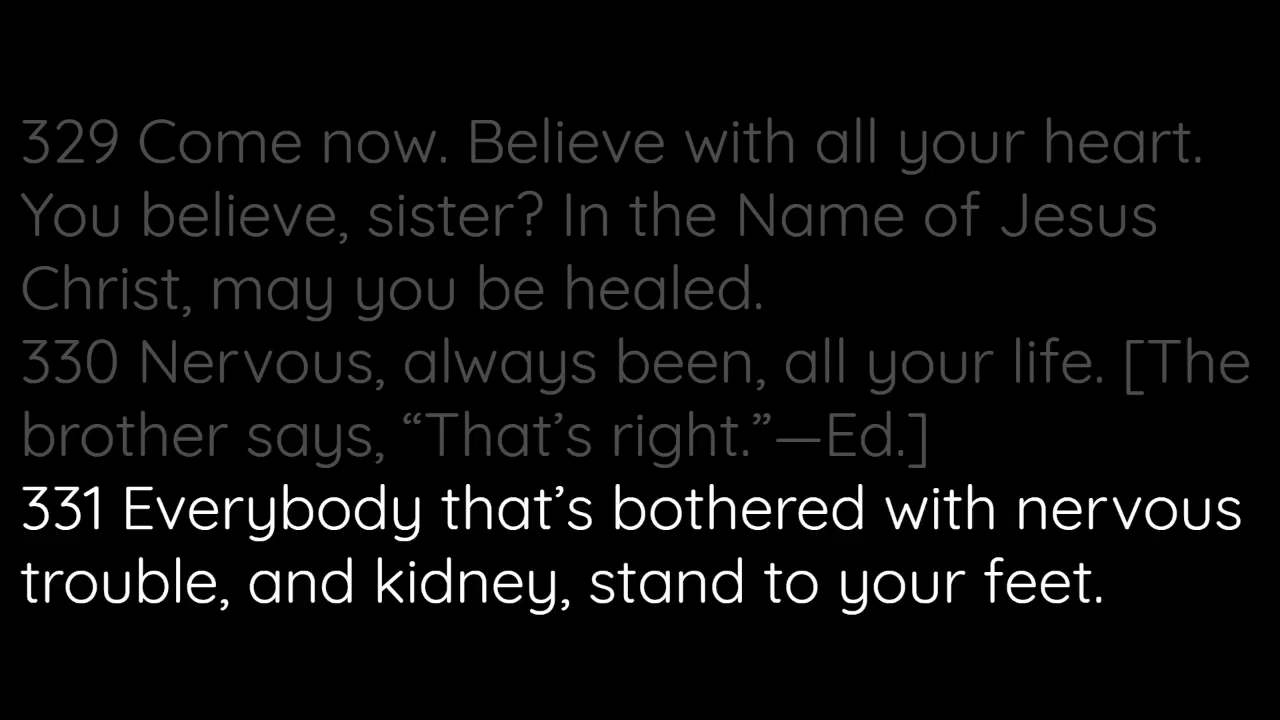 329 Come now. Believe with all your heart.
You believe, sister? In the Name of Jesus
Christ, may you be healed.
330 Nervous, always been, all your life. [The
brother says, “That’s right.”—Ed.]
331 Everybody that’s bothered with nervous
trouble, and kidney, stand to your feet.